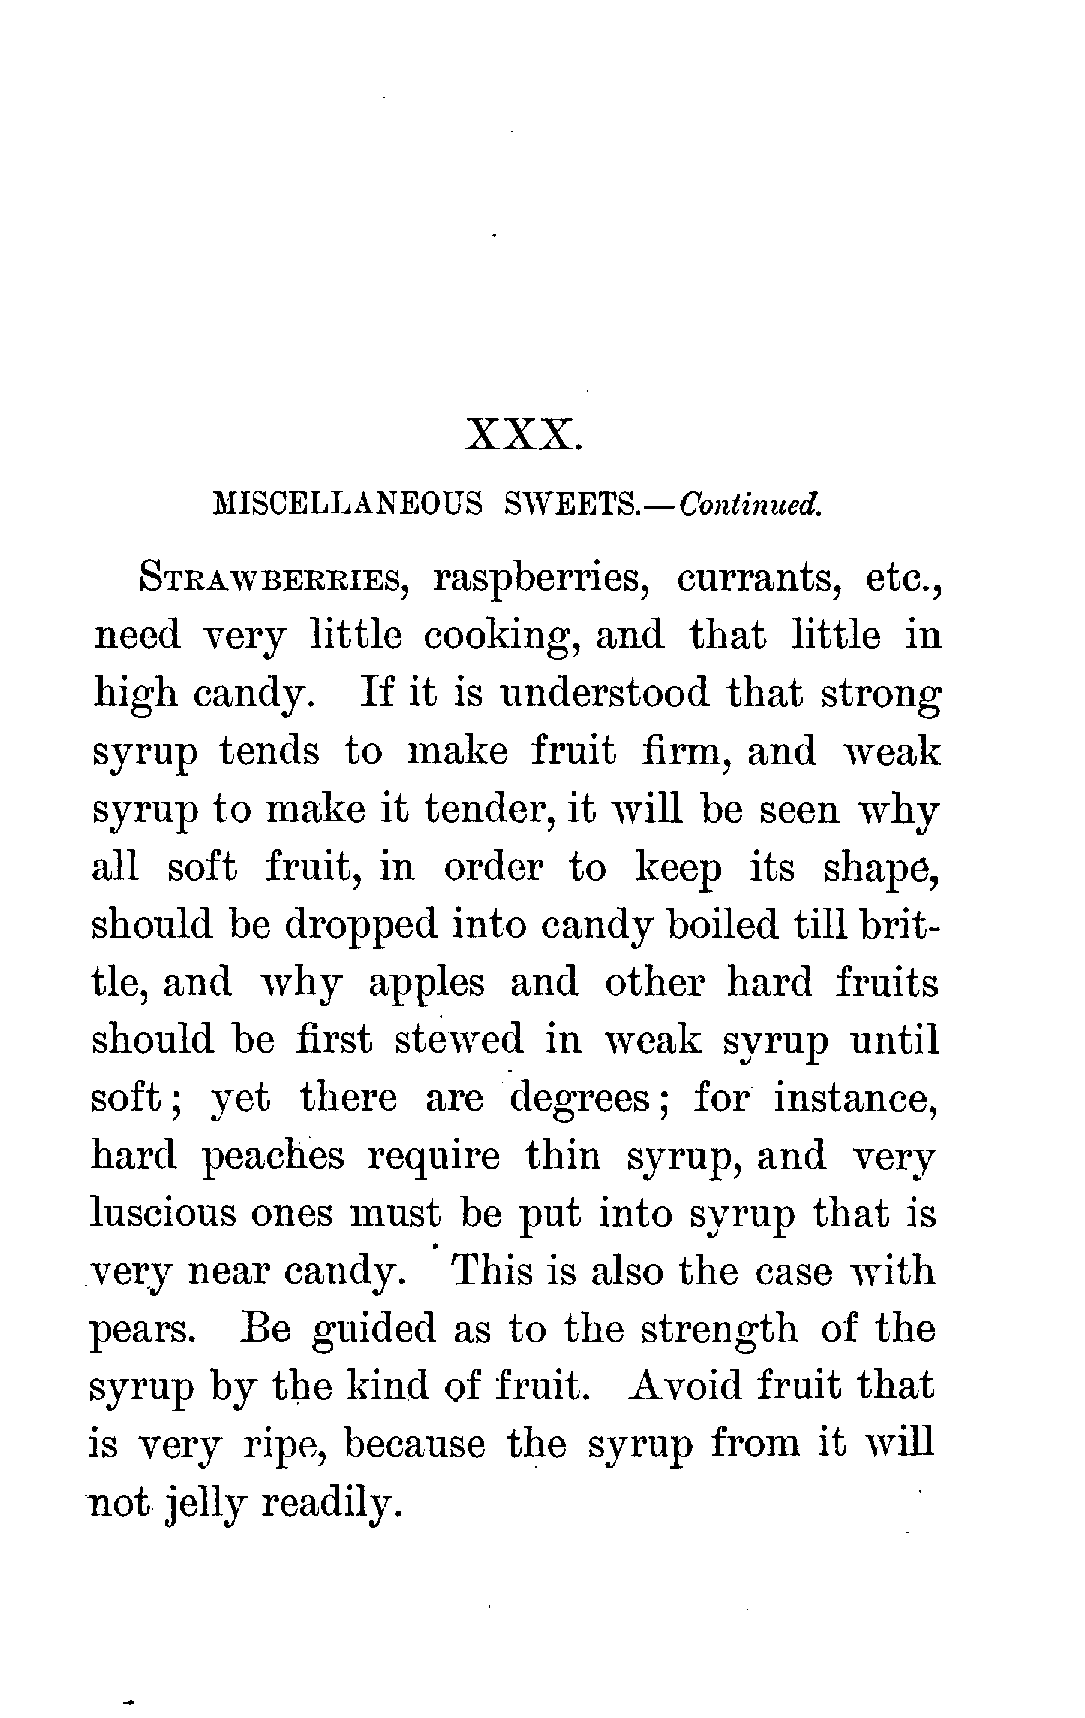 XXX.
MISCELLANEOUS SWEETS.—Continued.
STRAWBERRIES, raspberries, currants, etc.,
need very little cooking, and that little in
high candy. If it is understood that strong
syrup tends to make fruit firm, and weak
syrup to make it tender, it will be seen why
all soft fruit, in order to keep its shape,
should be dropped into candy boiled till brit-
tle, and why apples and other hard fruits
should be first stewed in weak syrup until
soft; yet there are degrees; for instance,
hard peaches require thin syrup, and very
luscious ones must be put into syrup that is
very near candy. This is also the case with
pears. Be guided as to the strength of the
syrup by the kind of fruit. Avoid fruit that
is very ripe, because the syrup from it will
not jelly readily.